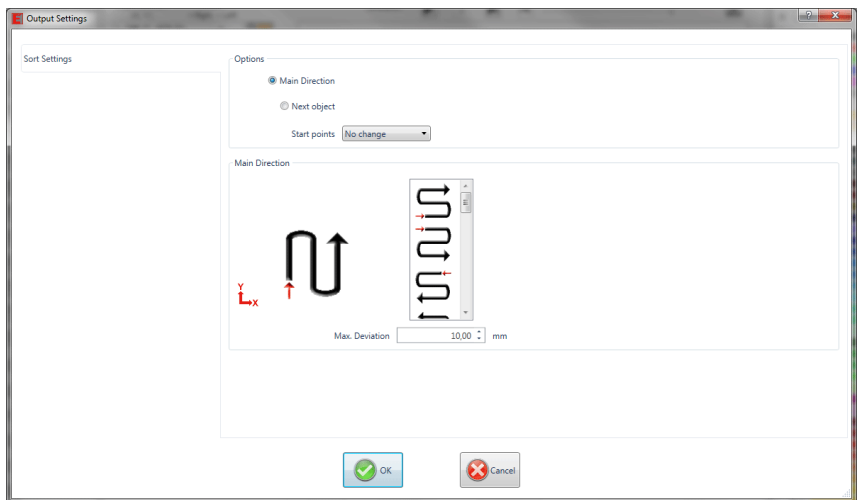 Output Settings
Sort Settings
Options
Main Direction
Next object
Start points No change
Main Direction
Y
X
Max. Deviation 10,00 mm
OK Cancel